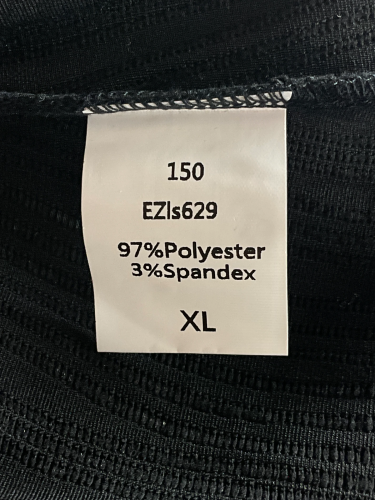 150
EZls629
97%Polyester
3%Spandex
XL